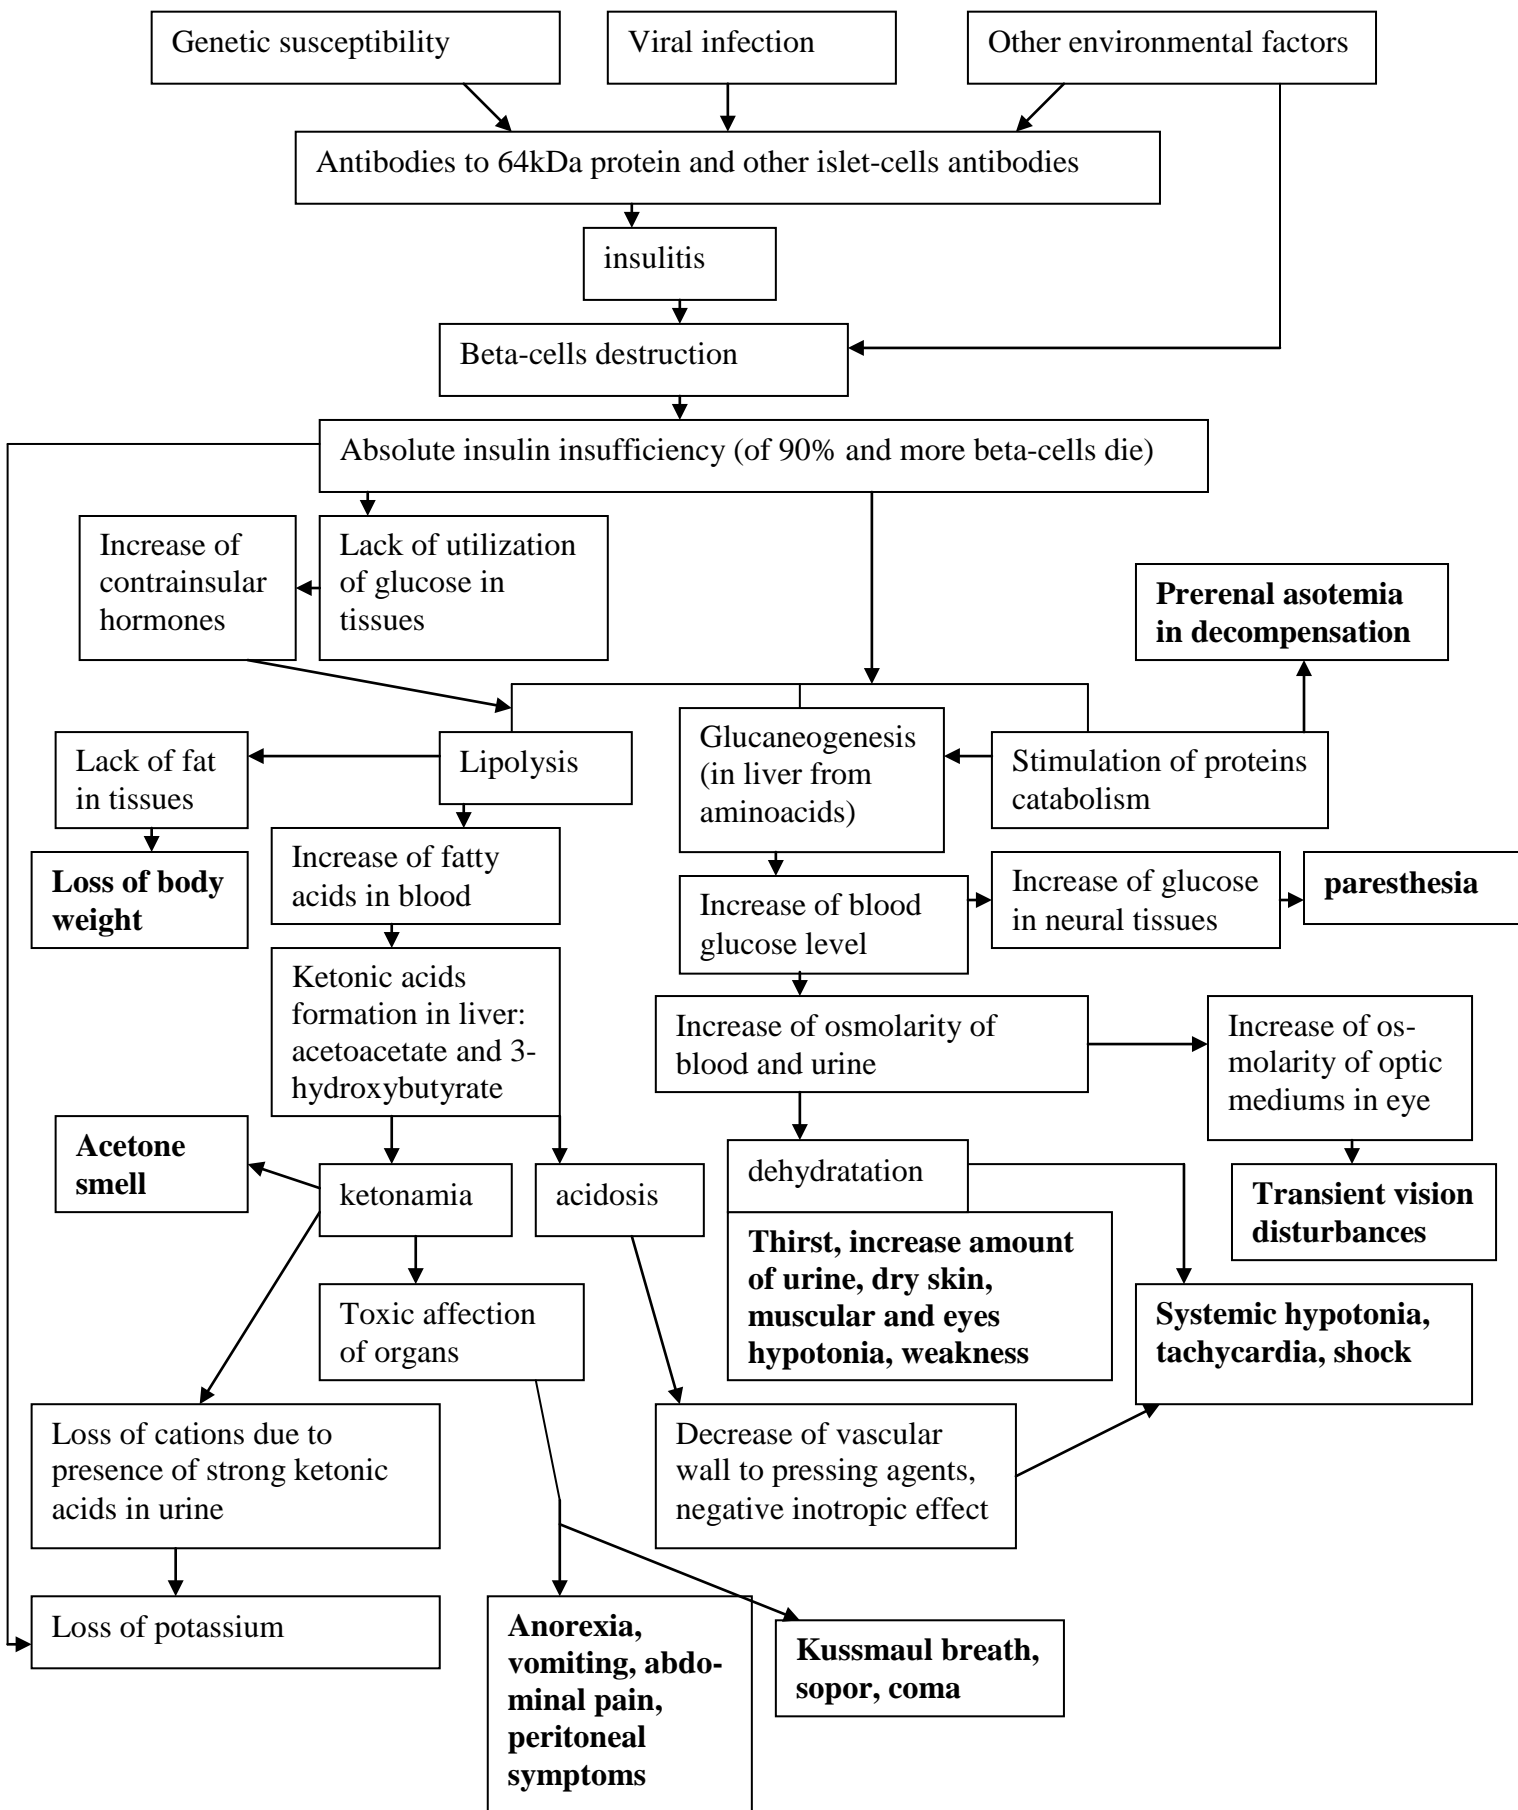 Genetic susceptibility
Viral infection
Other environmental factors
Antibodies to 64kDa protein and other islet-cells antibodies
insulitis
Beta-cells destruction
Absolute insulin insufficiency (of 90% and more beta-cells die)
Increase of
contrainsular
hormones
Lack of utilization
of glucose in
tissues
Prerenal asotemia
in decompensation
Lack of fat
in tissues
Lipolysis
Glucaneogenesis
(in liver from
aminoacids)
Stimulation of proteins
catabolism
Loss of body
weight
Increase of fatty
acids in blood
Increase of blood
glucose level
Increase of glucose
in neural tissues
paresthesia
Ketonic acids
formation in liver:
acetoacetate and 3-
hydroxybutyrate
Increase of osmolarity of
blood and urine
Increase of os-
molarity of optic
mediums in eye
Acetone
smell
ketonamia
acidosis
dehydratation
Transient vision
disturbances
Thirst, increase amount
of urine, dry skin,
muscular and eyes
hypotonia, weakness
Toxic affection
of organs
Systemic hypotonia,
tachycardia, shock
Loss of cations due to
presence of strong ketonic
acids in urine
Decrease of vascular
wall to pressing agents,
negative inotropic effect
Loss of potassium
Anorexia,
vomiting, abdo-
minal pain,
peritoneal
symptoms
Kussmaul breath,
sopor, coma